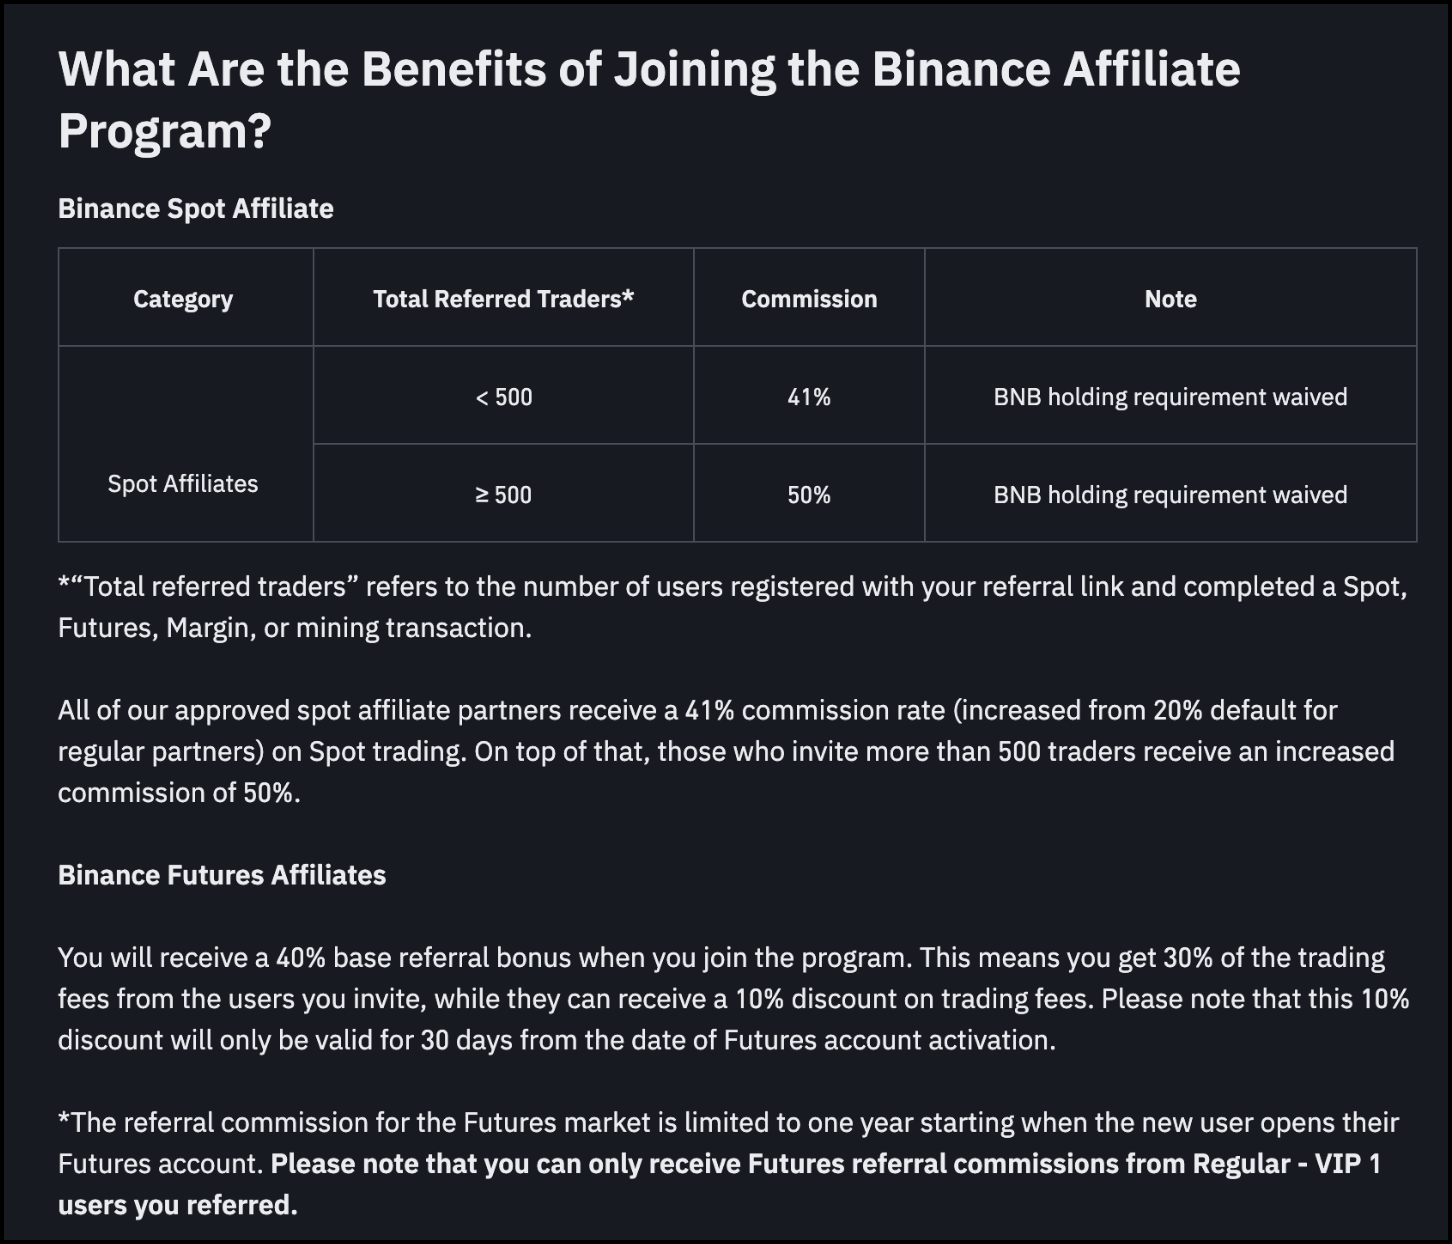 What Are the Benefits of Joining the Binance Affiliate
Program?
Binance Spot Affiliate
Category Total Referred Traders* Commission Note
< 500 41% BNB holding requirement waived
Spot Affiliates
≥ 500 50% BNB holding requirement waived
*“Total referred traders” refers to the number of users registered with your referral link and completed a Spot,
Futures, Margin, or mining transaction.
All of our approved spot affiliate partners receive a 41% commission rate (increased from 20% default for
regular partners) on Spot trading. On top of that, those who invite more than 500 traders receive an increased
commission of 50%.
Binance Futures Affiliates
You will receive a 40% base referral bonus when you join the program. This means you get 30% of the trading
fees from the users you invite, while they can receive a 10% discount on trading fees. Please note that this 10%
discount will only be valid for 30 days from the date of Futures account activation.
*The referral commission for the Futures market is limited to one year starting when the new user opens their
Futures account. Please note that you can only receive Futures referral commissions from Regular - VIP 1
users you referred.